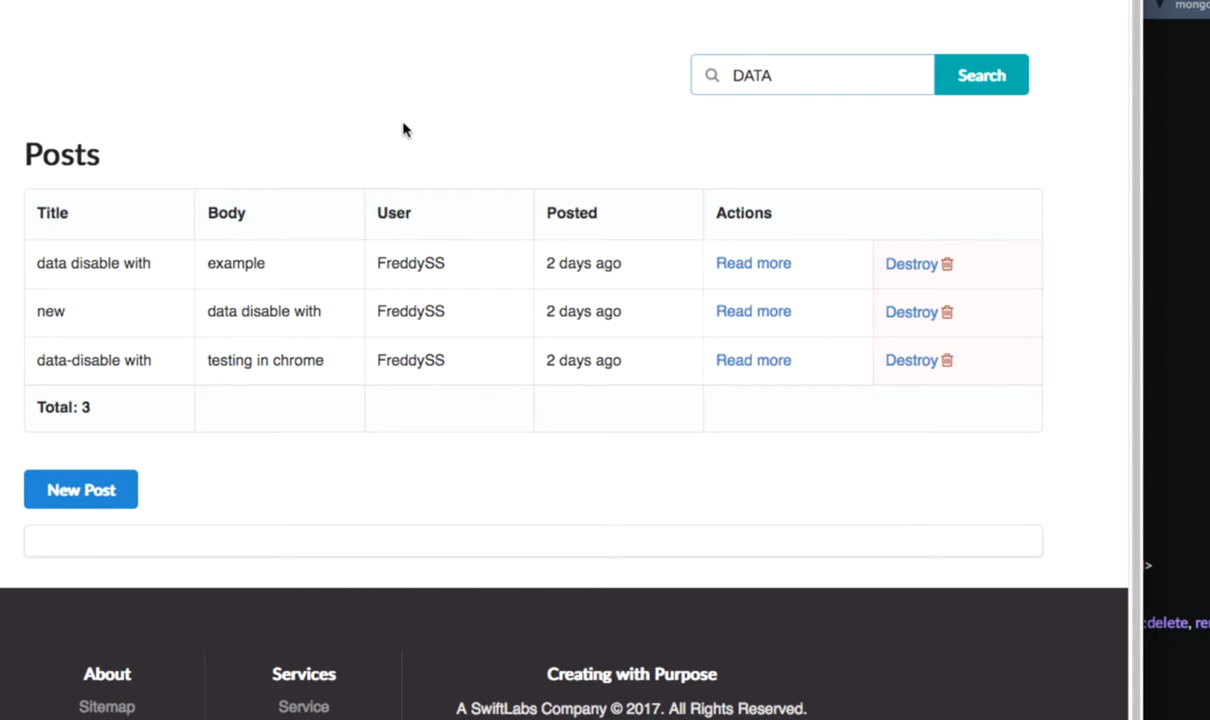 mongo
DATA
Search
Posts
Title Body User Posted Actions
data disable with example FreddySS 2 days ago Read more Destroy
new data disable with FreddySS 2 days ago Read more Destroy
data-disable with testing in chrome FreddySS 2 days ago Read more Destroy
Total: 3
New Post
>
:delete, re
About Services Creating with Purpose
Sitemap Service A SwiftLabs Company © 2017. All Rights Reserved.